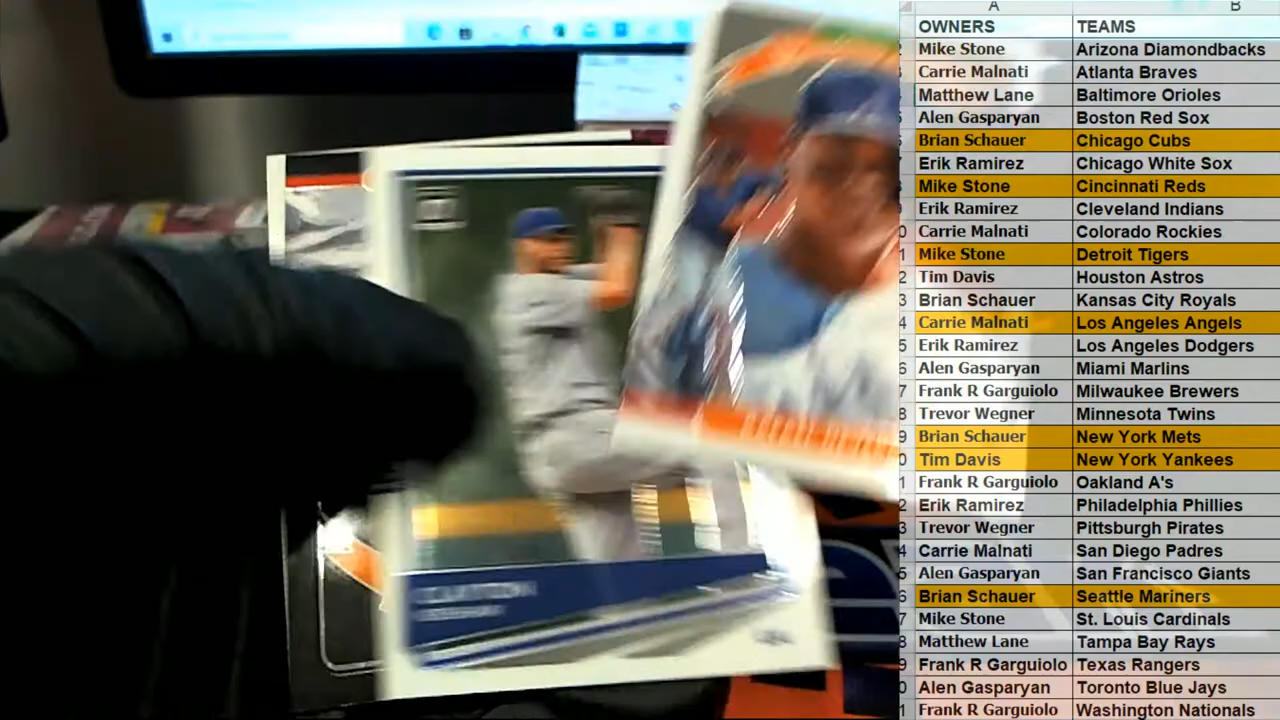 A B
OWNERS TEAMS
Mike Stone Arizona Diamondbacks
Carrie Malnati Atlanta Braves
Matthew Lane Baltimore Orioles
Alen Gasparyan Boston Red Sox
Brian Schauer Chicago Cubs
Erik Ramirez Chicago White Sox
Mike Stone Cincinnati Reds
Erik Ramirez Cleveland Indians
Carrie Malnati Colorado Rockies
Mike Stone Detroit Tigers
Tim Davis Houston Astros
Brian Schauer Kansas City Royals
Carrie Malnati Los Angeles Angels
Erik Ramirez Los Angeles Dodgers
Alen Gasparyan Miami Marlins
Frank R Garguiolo Milwaukee Brewers
Trevor Wegner Minnesota Twins
Brian Schauer New York Mets
Tim Davis New York Yankees
Frank R Garguiolo Oakland A's
Erik Ramirez Philadelphia Phillies
Trevor Wegner Pittsburgh Pirates
Carrie Malnati San Diego Padres
Alen Gasparyan San Francisco Giants
Brian Schauer Seattle Mariners
Mike Stone St. Louis Cardinals
Matthew Lane Tampa Bay Rays
Frank R Garguiolo Texas Rangers
Alen Gasparyan Toronto Blue Jays
Frank R Garguiolo Washington Nationals